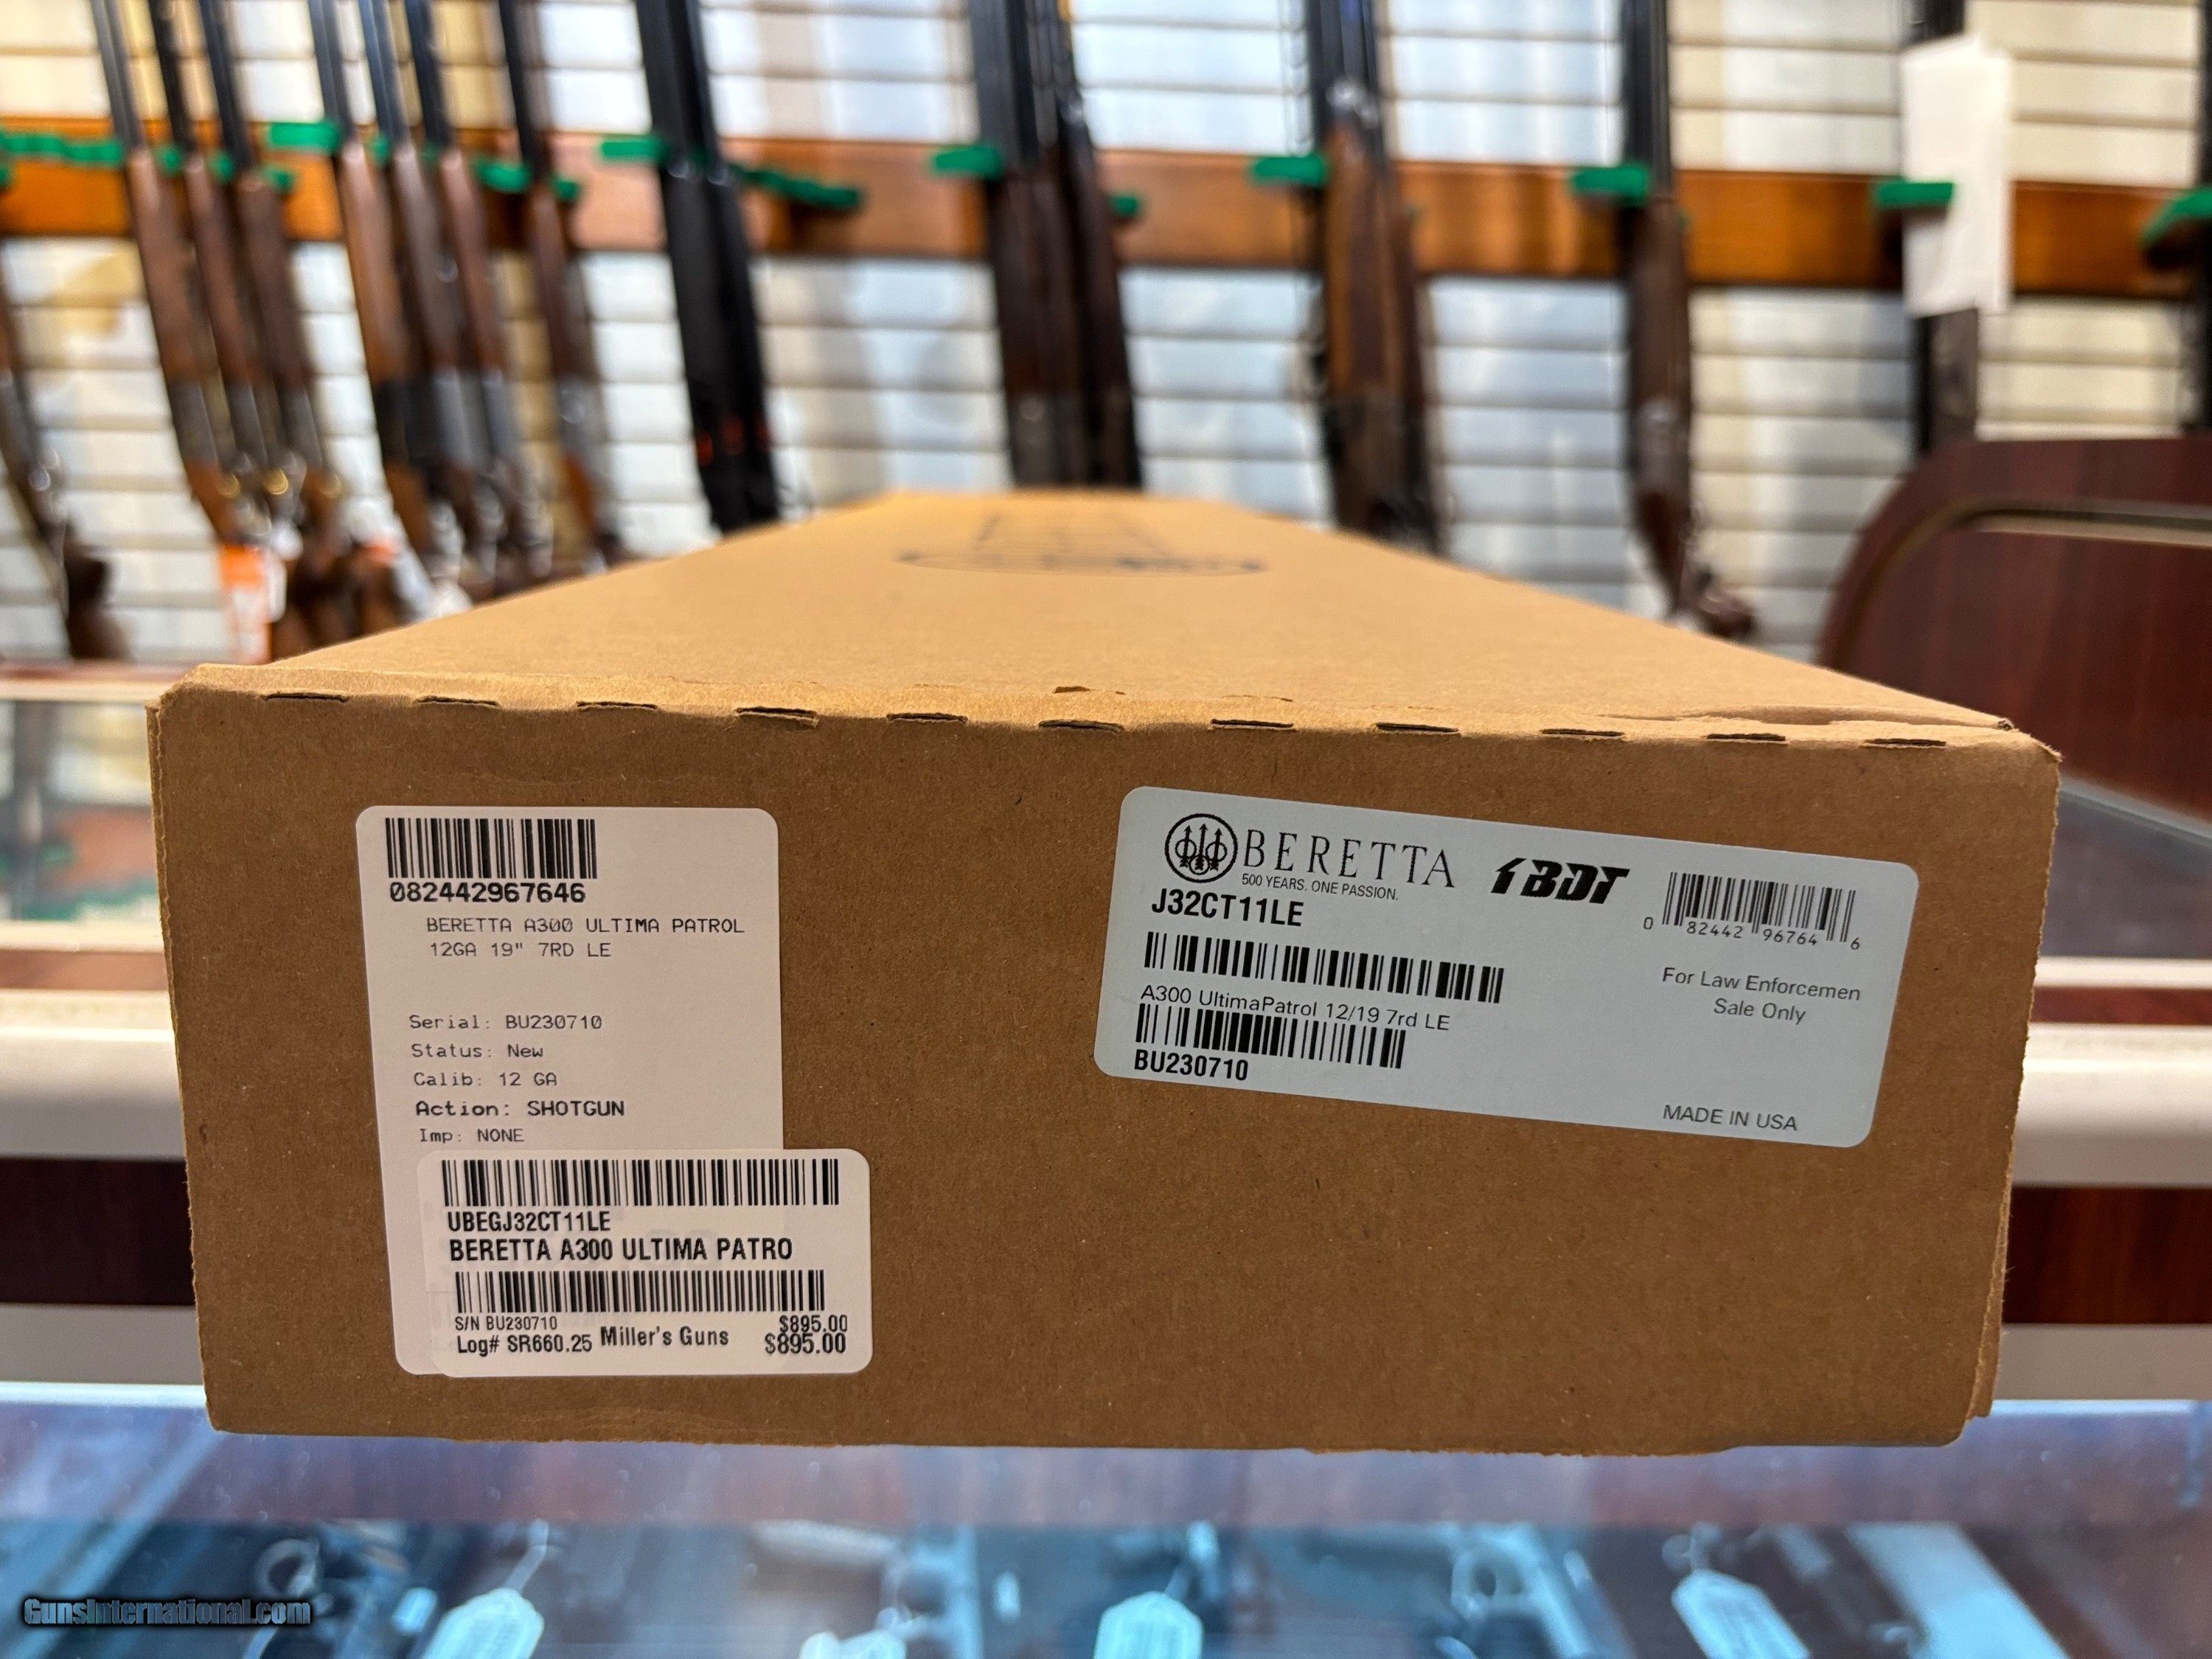 082442967646
BERETTA A300 ULTIMA PATROL
12GA 19" 7RD LE
Serial: BU230710
Status: New
Calib: 12 GA
Action: SHOTGUN
Imp: NONE
UBEGJ32CT11LE
BERETTA A300 ULTIMA PATRO
S/N BU230710 $895.00
Log# SR660.25 Miller's Guns $895.00
BERETTA
500 YEARS. ONE PASSION.
BDT
J32CT11LE
0 82442 96764 6
A300 UltimaPatrol 12/19 7rd LE
BU230710
For Law Enforcemen
Sale Only
MADE IN USA
GunsInternational.com